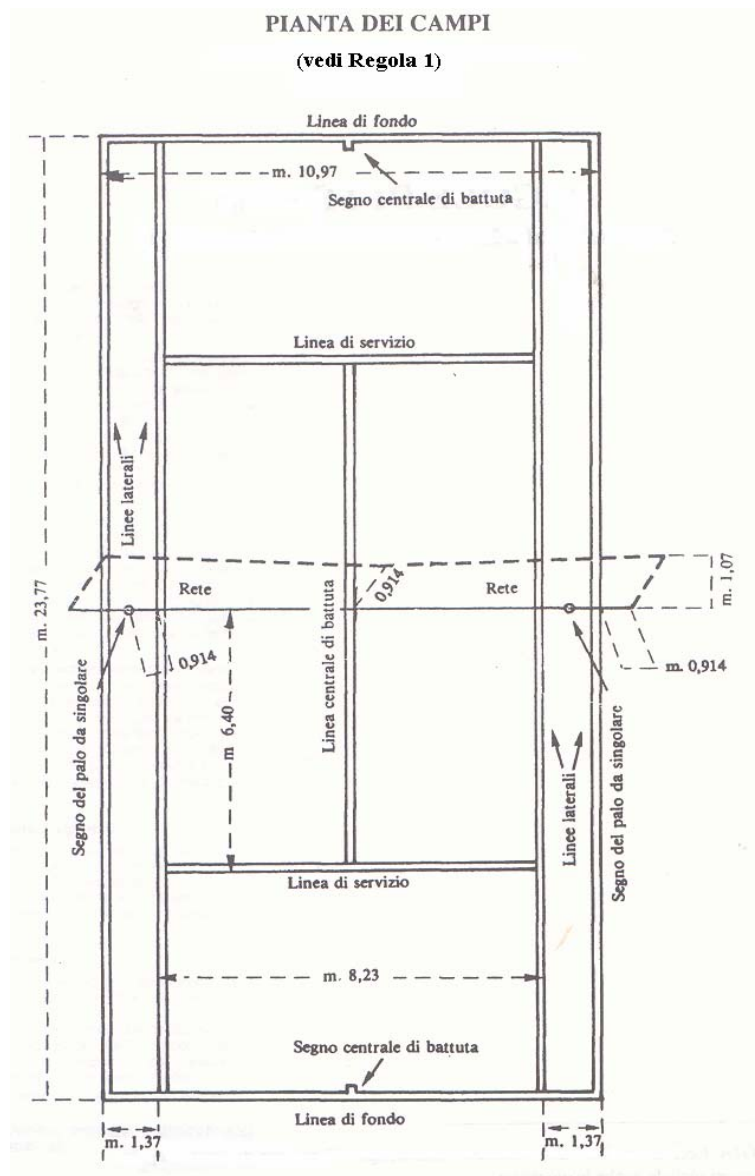 PIANTA DEI CAMPI
(vedi Regola 1)
Linea di fondo
m. 10,97
Segno centrale di battuta
Linea di servizio
Linee laterali
m. 23,77
Rete
Rete
0,914
m. 1,07
0,914
m. 0,914
Linea centrale di battuta
m 6,40
Segno del palo da singolare
Linee laterali
Segno del palo da singolare
Linea di servizio
m. 8,23
Segno centrale di battuta
Linea di fondo
m. 1,37
m. 1,37